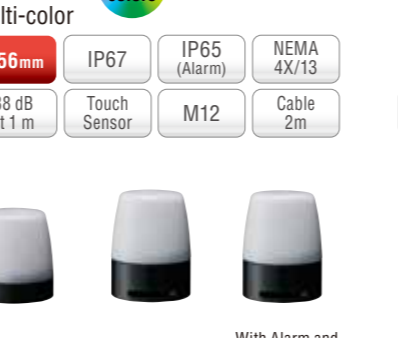 lti-color
56mm
IP67
IP65
(Alarm)
NEMA
4X/13
8 dB
t 1 m
Touch
Sensor
M12
Cable
2m
With Alarm and